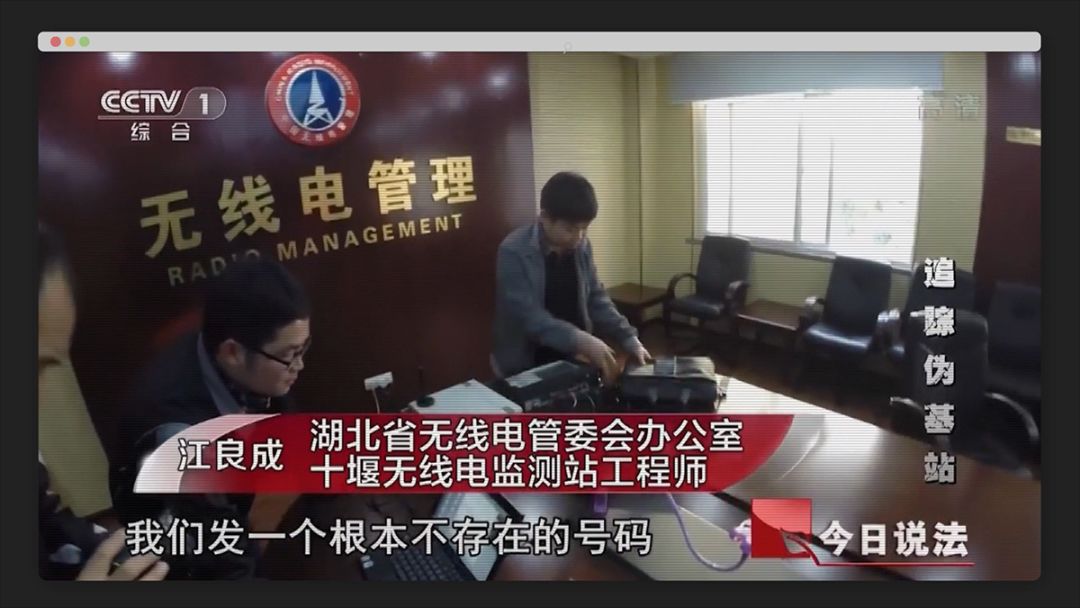 CCTV 1
综合
高清
无线电管理
RADIO MANAGEMENT
追踪伪基站
江良成
湖北省无线电管委会办公室
十堰无线电监测站工程师
我们发一个根本不存在的号码
今日说法